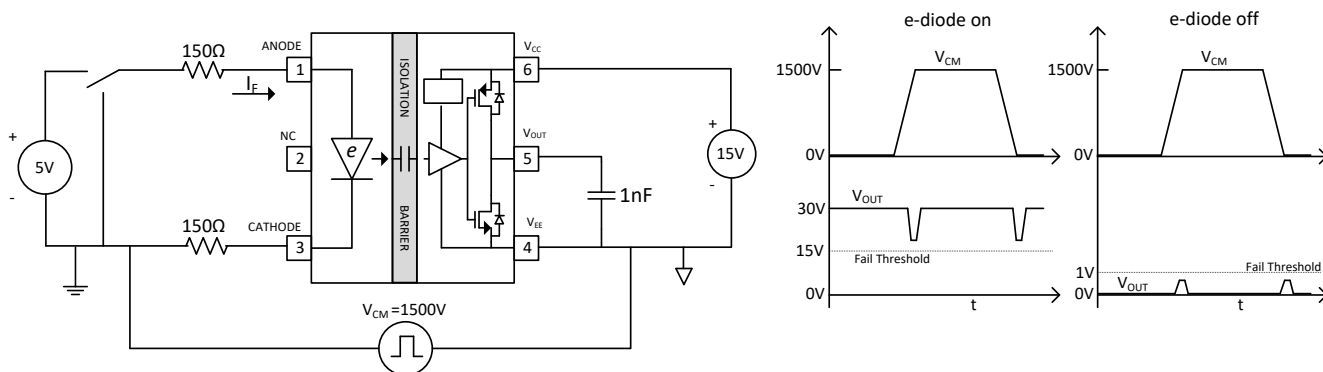 150Ω
ANODE
1
I_F
+
5V
-
NC
2
e
150Ω
CATHODE
3
ISOLATION
BARRIER
V_CC
6
V_OUT
5
V_EE
4
1nF
+
15V
-
V_CM =1500V
e-diode on
1500V
V_CM
0V
30V
V_OUT
15V
Fail Threshold
0V
t
e-diode off
1500V
V_CM
0V
1V
Fail Threshold
V_OUT
0V
t